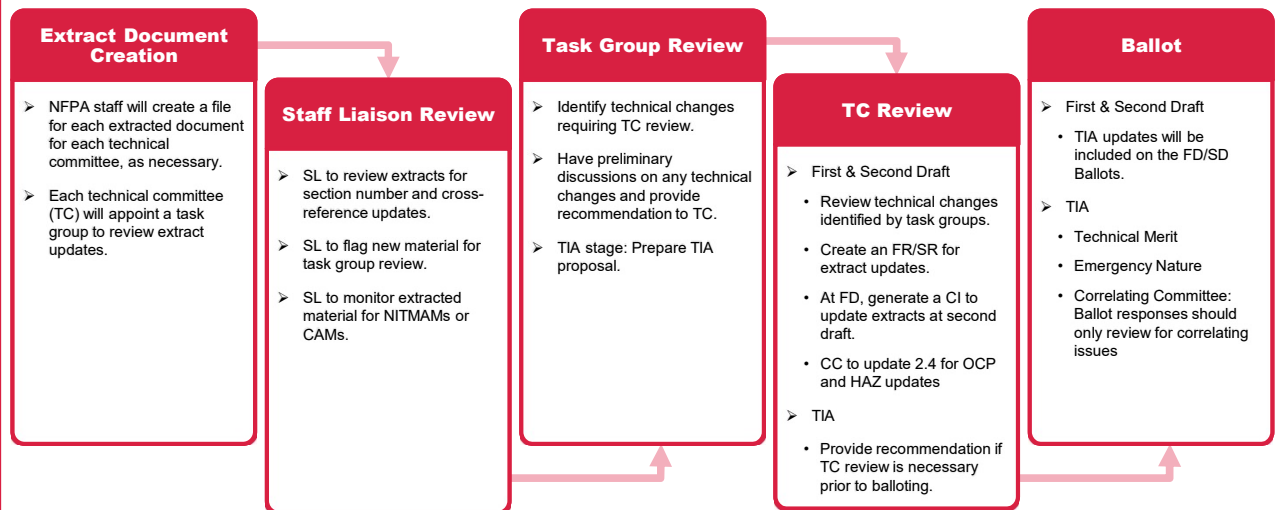 Extract Document
Creation
➢ NFPA staff will create a file
for each extracted document
for each technical
committee, as necessary.
➢ Each technical committee
(TC) will appoint a task
group to review extract
updates.
Staff Liaison Review
➢ SL to review extracts for
section number and cross-
reference updates.
➢ SL to flag new material for
task group review.
➢ SL to monitor extracted
material for NITMAMs or
CAMs.
Task Group Review
➢ Identify technical changes
requiring TC review.
➢ Have preliminary
discussions on any technical
changes and provide
recommendation to TC.
➢ TIA stage: Prepare TIA
proposal.
TC Review
➢ First & Second Draft
• Review technical changes
identified by task groups.
• Create an FR/SR for
extract updates.
• At FD, generate a CI to
update extracts at second
draft.
• CC to update 2.4 for OCP
and HAZ updates
➢ TIA
• Provide recommendation if
TC review is necessary
prior to balloting.
Ballot
➢ First & Second Draft
• TIA updates will be
included on the FD/SD
Ballots.
➢ TIA
• Technical Merit
• Emergency Nature
• Correlating Committee:
Ballot responses should
only review for correlating
issues